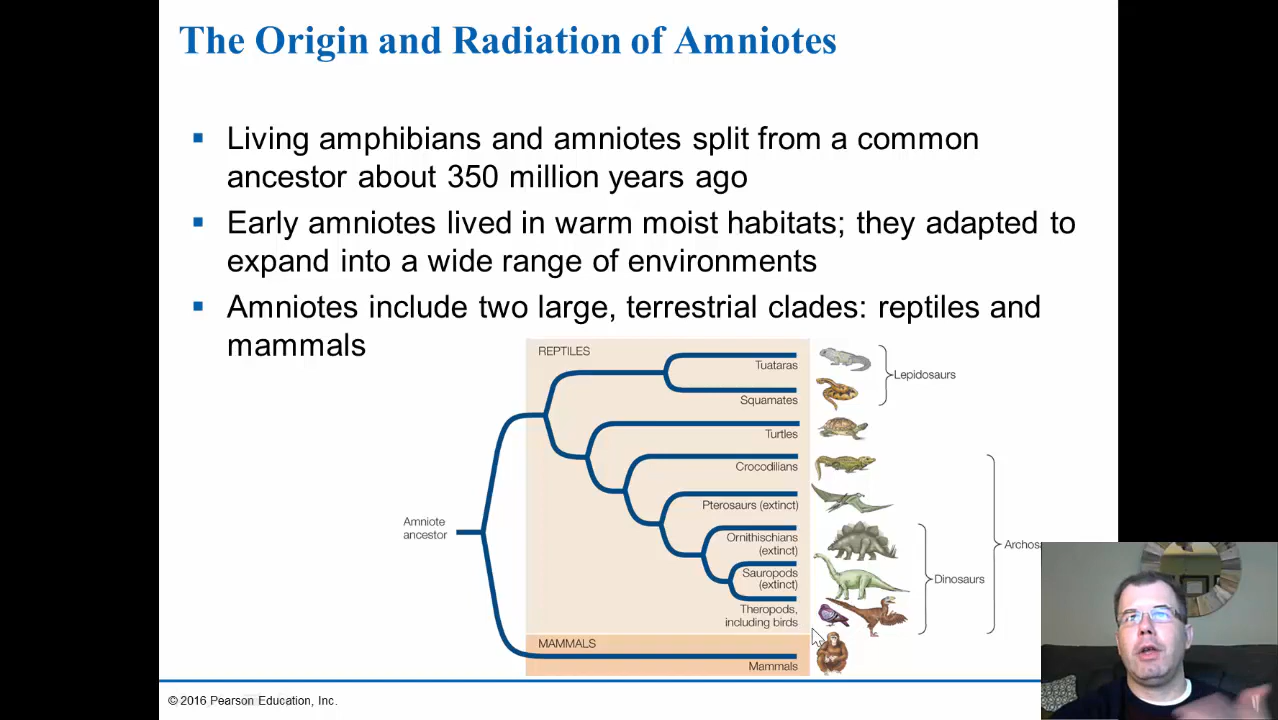 The Origin and Radiation of Amniotes
▪ Living amphibians and amniotes split from a common
ancestor about 350 million years ago
▪ Early amniotes lived in warm moist habitats; they adapted to
expand into a wide range of environments
▪ Amniotes include two large, terrestrial clades: reptiles and
mammals
REPTILES
Tuataras
Lepidosaurs
Squamates
Turtles
Crocodilians
Pterosaurs (extinct)
Amniote
ancestor
Ornithischians
(extinct)
Sauropods
(extinct)
Dinosaurs
Theropods,
including birds
MAMMALS
Mammals
© 2016 Pearson Education, Inc.